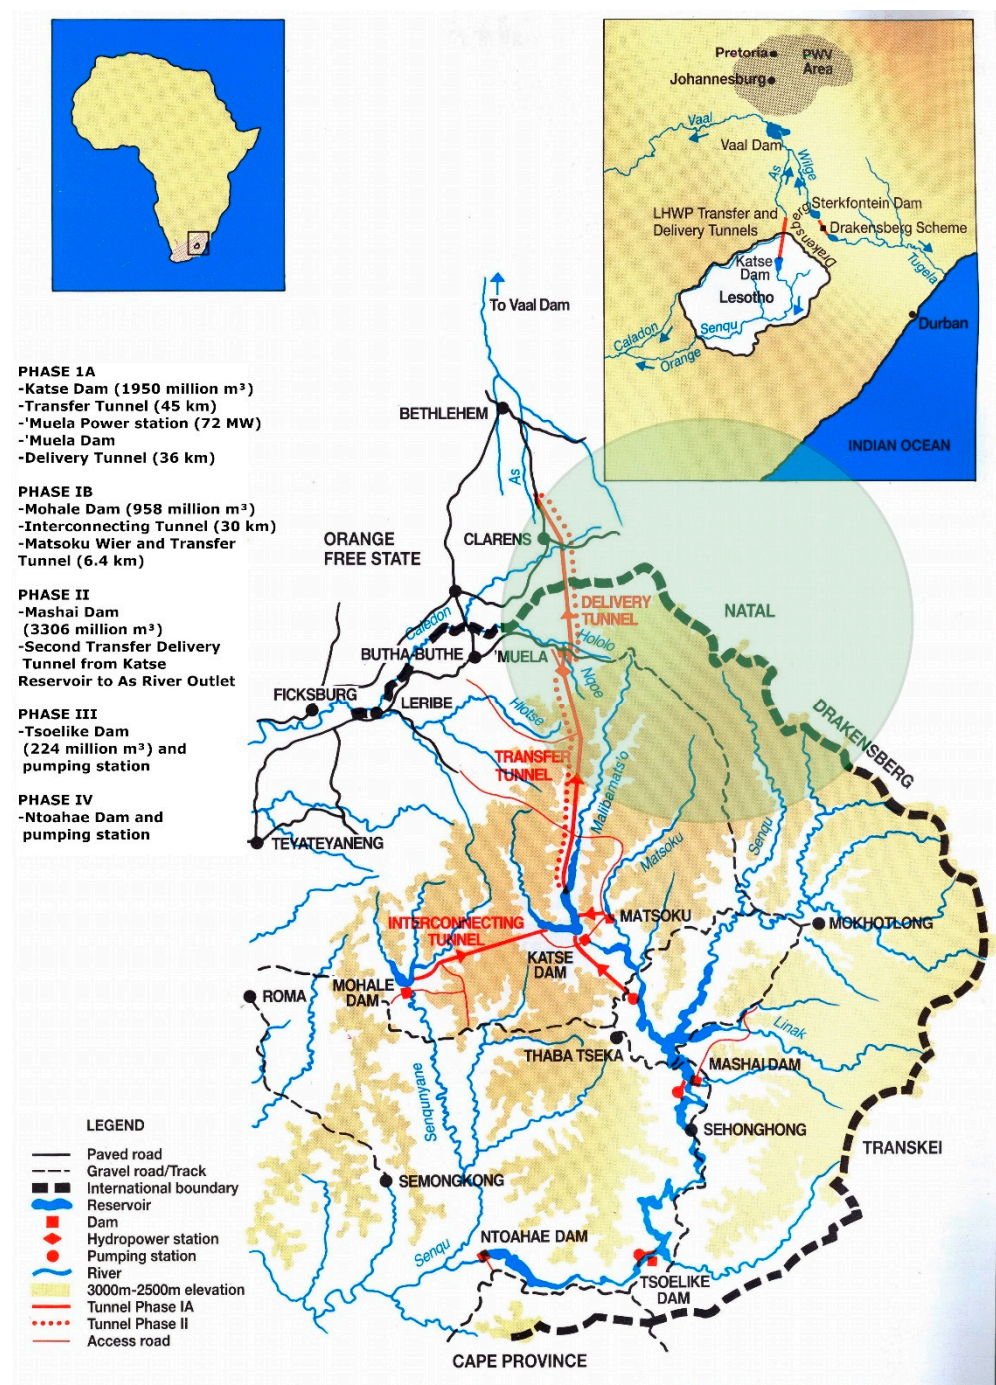 Pretoria
PWV
Area
Johannesburg
Vaal
Vaal Dam
As
Wilge
Sterkfontein Dam
LHWP Transfer and
Delivery Tunnels
Drakensberg
Drakensberg Scheme
Tugela
Katse
Dam
Lesotho
Durban
Caladon
Senqu
Orange
INDIAN OCEAN
To Vaal Dam
PHASE 1A
-Katse Dam (1950 million m³)
-Transfer Tunnel (45 km)
-'Muela Power station (72 MW)
-'Muela Dam
-Delivery Tunnel (36 km)
PHASE IB
-Mohale Dam (958 million m³)
-Interconnecting Tunnel (30 km)
-Matsoku Wier and Transfer
Tunnel (6.4 km)
PHASE II
-Mashai Dam
(3306 million m³)
-Second Transfer Delivery
Tunnel from Katse
Reservoir to As River Outlet
PHASE III
-Tsoelike Dam
(224 million m³) and
pumping station
PHASE IV
-Ntoahae Dam and
pumping station
BETHLEHEM
As
ORANGE
FREE STATE
CLARENS
DELIVERY
TUNNEL
NATAL
Caledon
Hololo
BUTHA-BUTHE
'MUELA
Nqoe
FICKSBURG
LERIBE
Hlotse
DRAKENSBERG
TRANSFER
TUNNEL
Malibamats'o
TEYATEYANENG
Matsoku
Senqu
INTERCONNECTING
TUNNEL
MATSOKU
MOKHOTLONG
KATSE
DAM
MOHALE
DAM
ROMA
Linak
THABA TSEKA
MASHAI DAM
Senqunyane
SEHONGHONG
TRANSKEI
SEMONGKONG
NTOAHAE DAM
Senqu
TSOELIKE
DAM
CAPE PROVINCE
LEGEND
Paved road
Gravel road/Track
International boundary
Reservoir
Dam
Hydropower station
Pumping station
River
3000m-2500m elevation
Tunnel Phase IA
Tunnel Phase II
Access road